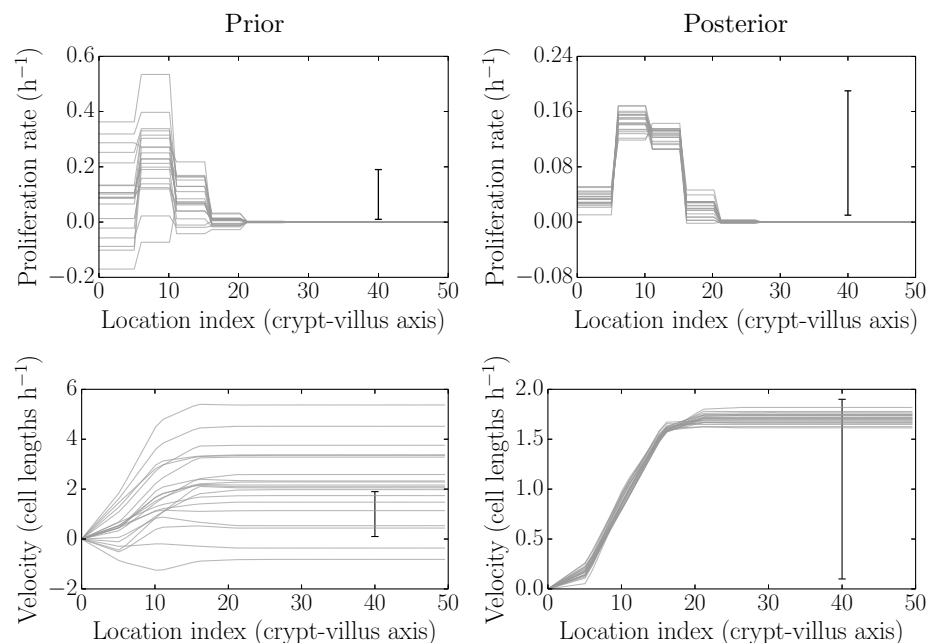 Prior
Posterior
Proliferation rate (h⁻¹)
0.6
0.4
0.2
0.0
−0.2
0 10 20 30 40 50
Location index (crypt-villus axis)
Proliferation rate (h⁻¹)
0.24
0.16
0.08
0.00
−0.08
0 10 20 30 40 50
Location index (crypt-villus axis)
Velocity (cell lengths h⁻¹)
6
4
2
0
−2
0 10 20 30 40 50
Location index (crypt-villus axis)
Velocity (cell lengths h⁻¹)
2.0
1.5
1.0
0.5
0.0
0 10 20 30 40 50
Location index (crypt-villus axis)